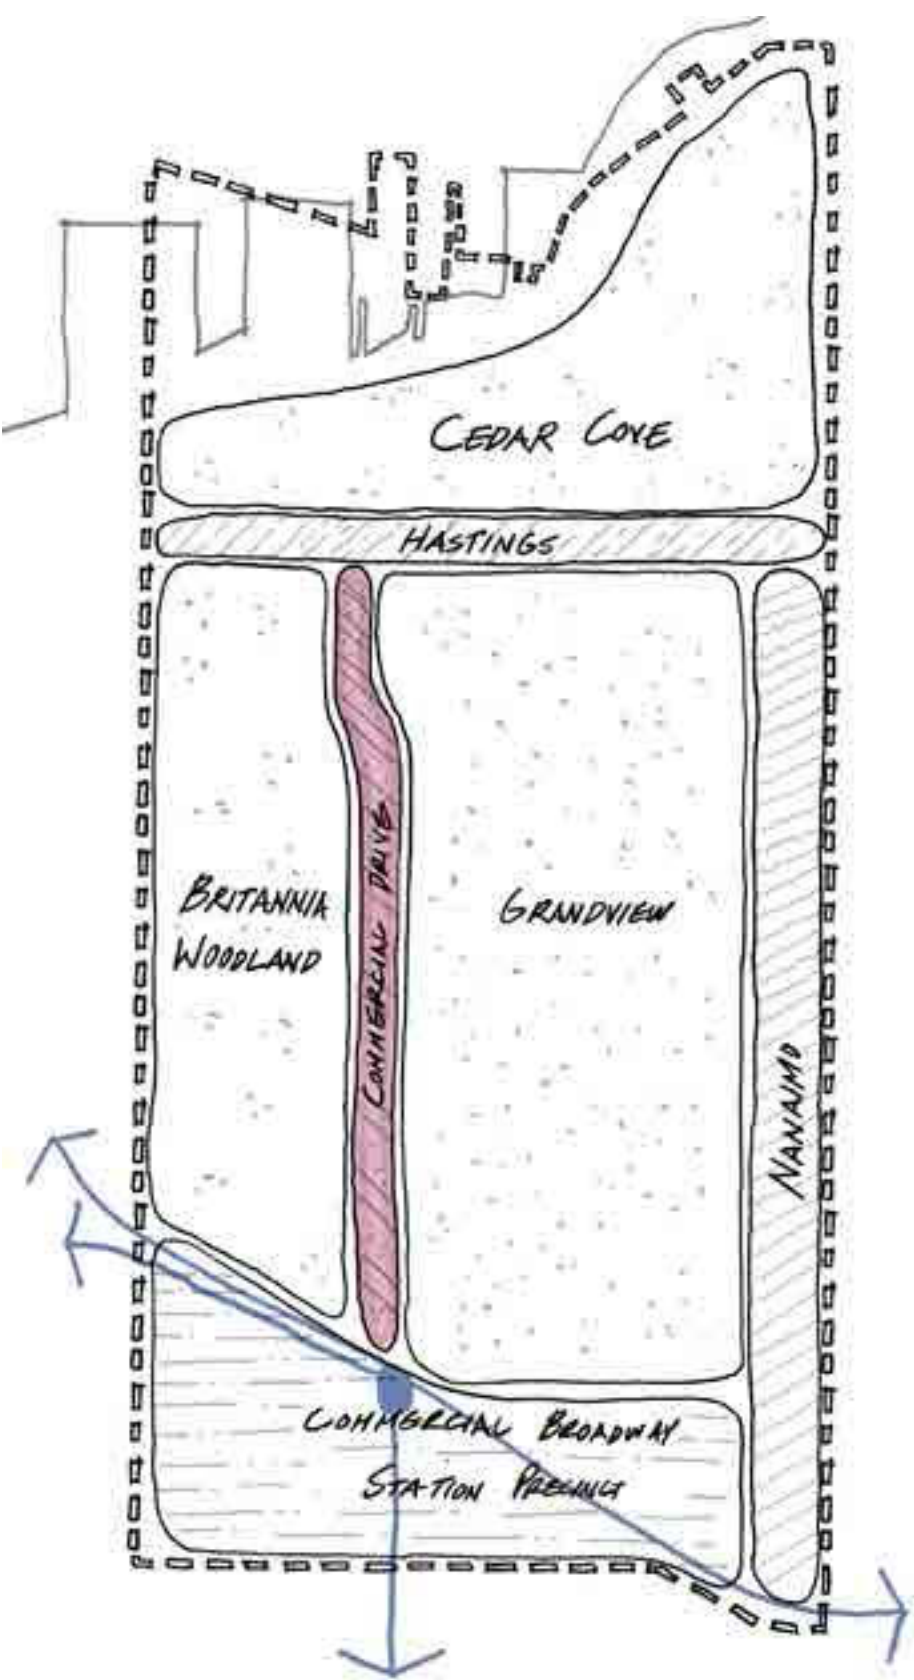 CEDAR COVE
HASTINGS
BRITANNIA
WOODLAND
COMMERCIAL DRIVE
GRANDVIEW
NANAIMO
COMMERCIAL BROADWAY
STATION PRECINCT